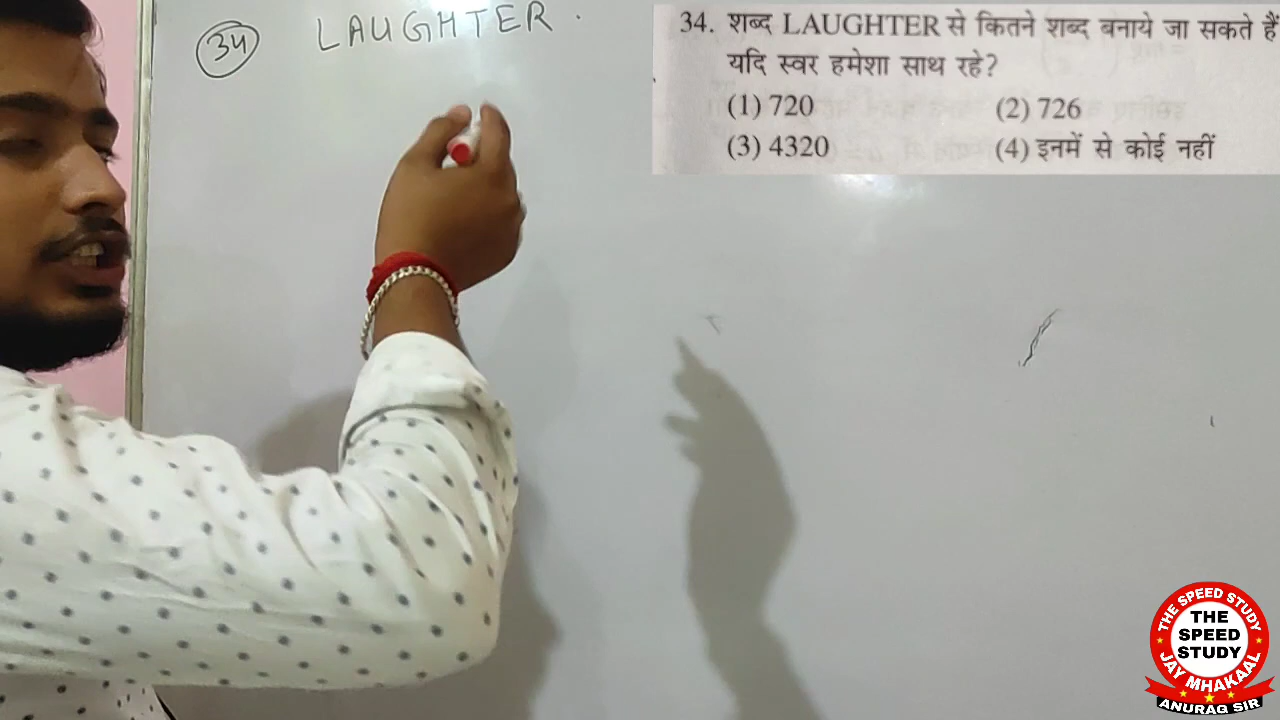 34 LAUGHTER.
34. शब्द LAUGHTER से कितने शब्द बनाये जा सकते हैं
यदि स्वर हमेशा साथ रहे?
(1) 720 (2) 726
(3) 4320 (4) इनमें से कोई नहीं
THE SPEED STUDY
THE
SPEED
STUDY
JAY MHAKAAL
ANURAG SIR